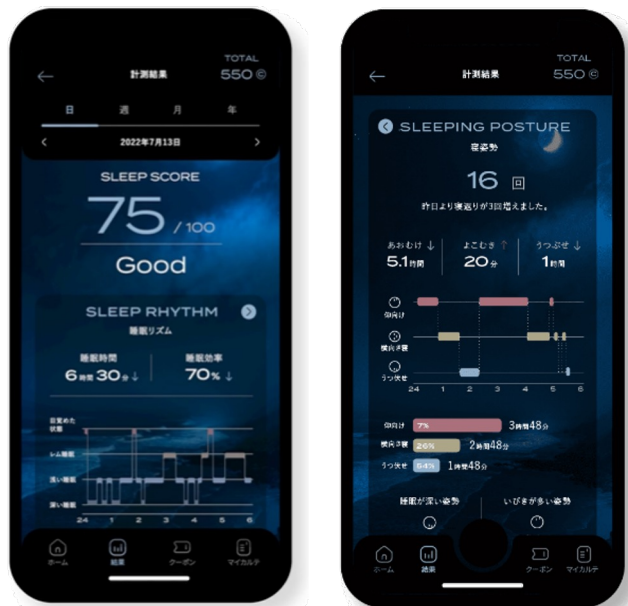 TOTAL
計測結果
550 ©
日 週 月 年
2022年7月13日
SLEEP SCORE
75 / 100
Good
SLEEP RHYTHM
睡眠リズム
睡眠時間 睡眠効率
6時間30分↓ 70%↓
目覚めた
状態
レム睡眠
浅い睡眠
深い睡眠
24 1 2 3 4 5 6
ホーム 結果 クーポン マイカルテ
TOTAL
計測結果
550 ©
SLEEPING POSTURE
寝姿勢
16 回
昨日より寝返りが3回増えました。
あおむけ↓ よこむき↑ うつぶせ↓
5.1時間 20分 1時間
仰向け
横向き寝
うつ伏せ
24 1 2 3 4 5 6
仰向け 7% 3時間48分
横向き寝 26% 2時間48分
うつ伏せ 64% 1時間48分
睡眠が深い姿勢 いびきが多い姿勢
ホーム 結果 クーポン マイカルテ